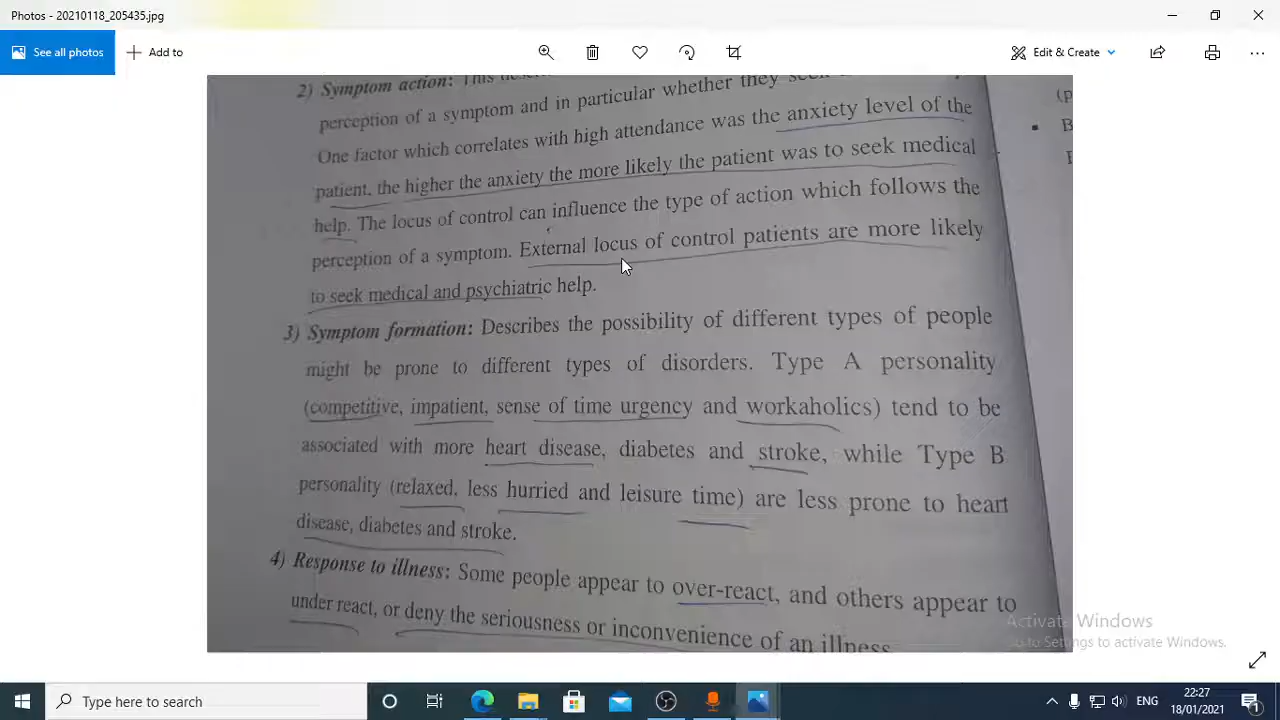 Photos - 20210118_205435.jpg
See all photos
Add to
Edit & Create
2) Symptom action: This
perception of a symptom and in particular whether they seek
One factor which correlates with high attendance was the anxiety level of the
patient, the higher the anxiety the more likely the patient was to seek medical
help. The locus of control can influence the type of action which follows the
perception of a symptom. External locus of control patients are more likely
to seek medical and psychiatric help.
3) Symptom formation: Describes the possibility of different types of people
might be prone to different types of disorders. Type A personality
(competitive, impatient, sense of time urgency and workaholics) tend to be
associated with more heart disease, diabetes and stroke, while Type B
personality (relaxed, less hurried and leisure time) are less prone to heart
disease, diabetes and stroke.
4) Response to illness: Some people appear to over-react, and others appear to
under react, or deny the seriousness or inconvenience of an illness
(p
B
Activate Windows
Go to Settings to activate Windows.
Type here to search
ENG
22:27
18/01/2021
1